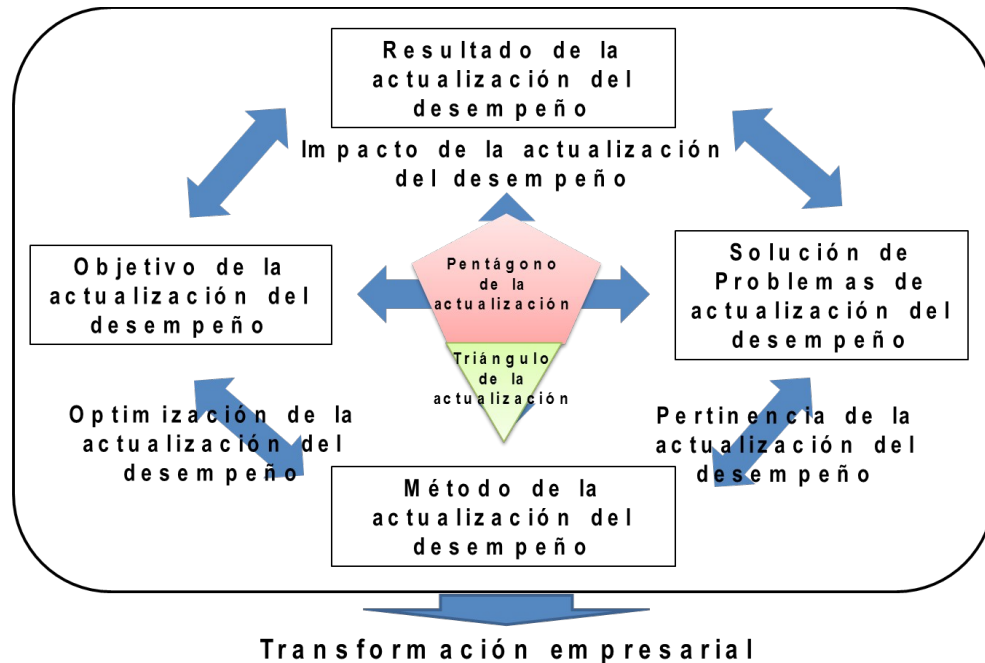 Resultado de la
actualización del
desempeño
Impacto de la actualización
del desempeño
Objetivo de la
actualización del
desempeño
Pentágono
de la
actualización
Solución de
Problemas de
actualización del
desempeño
Triángulo
de la
actualización
Optimización de la
actualización del
desempeño
Pertinencia de la
actualización del
desempeño
Método de la
actualización del
desempeño
Transformación empresarial